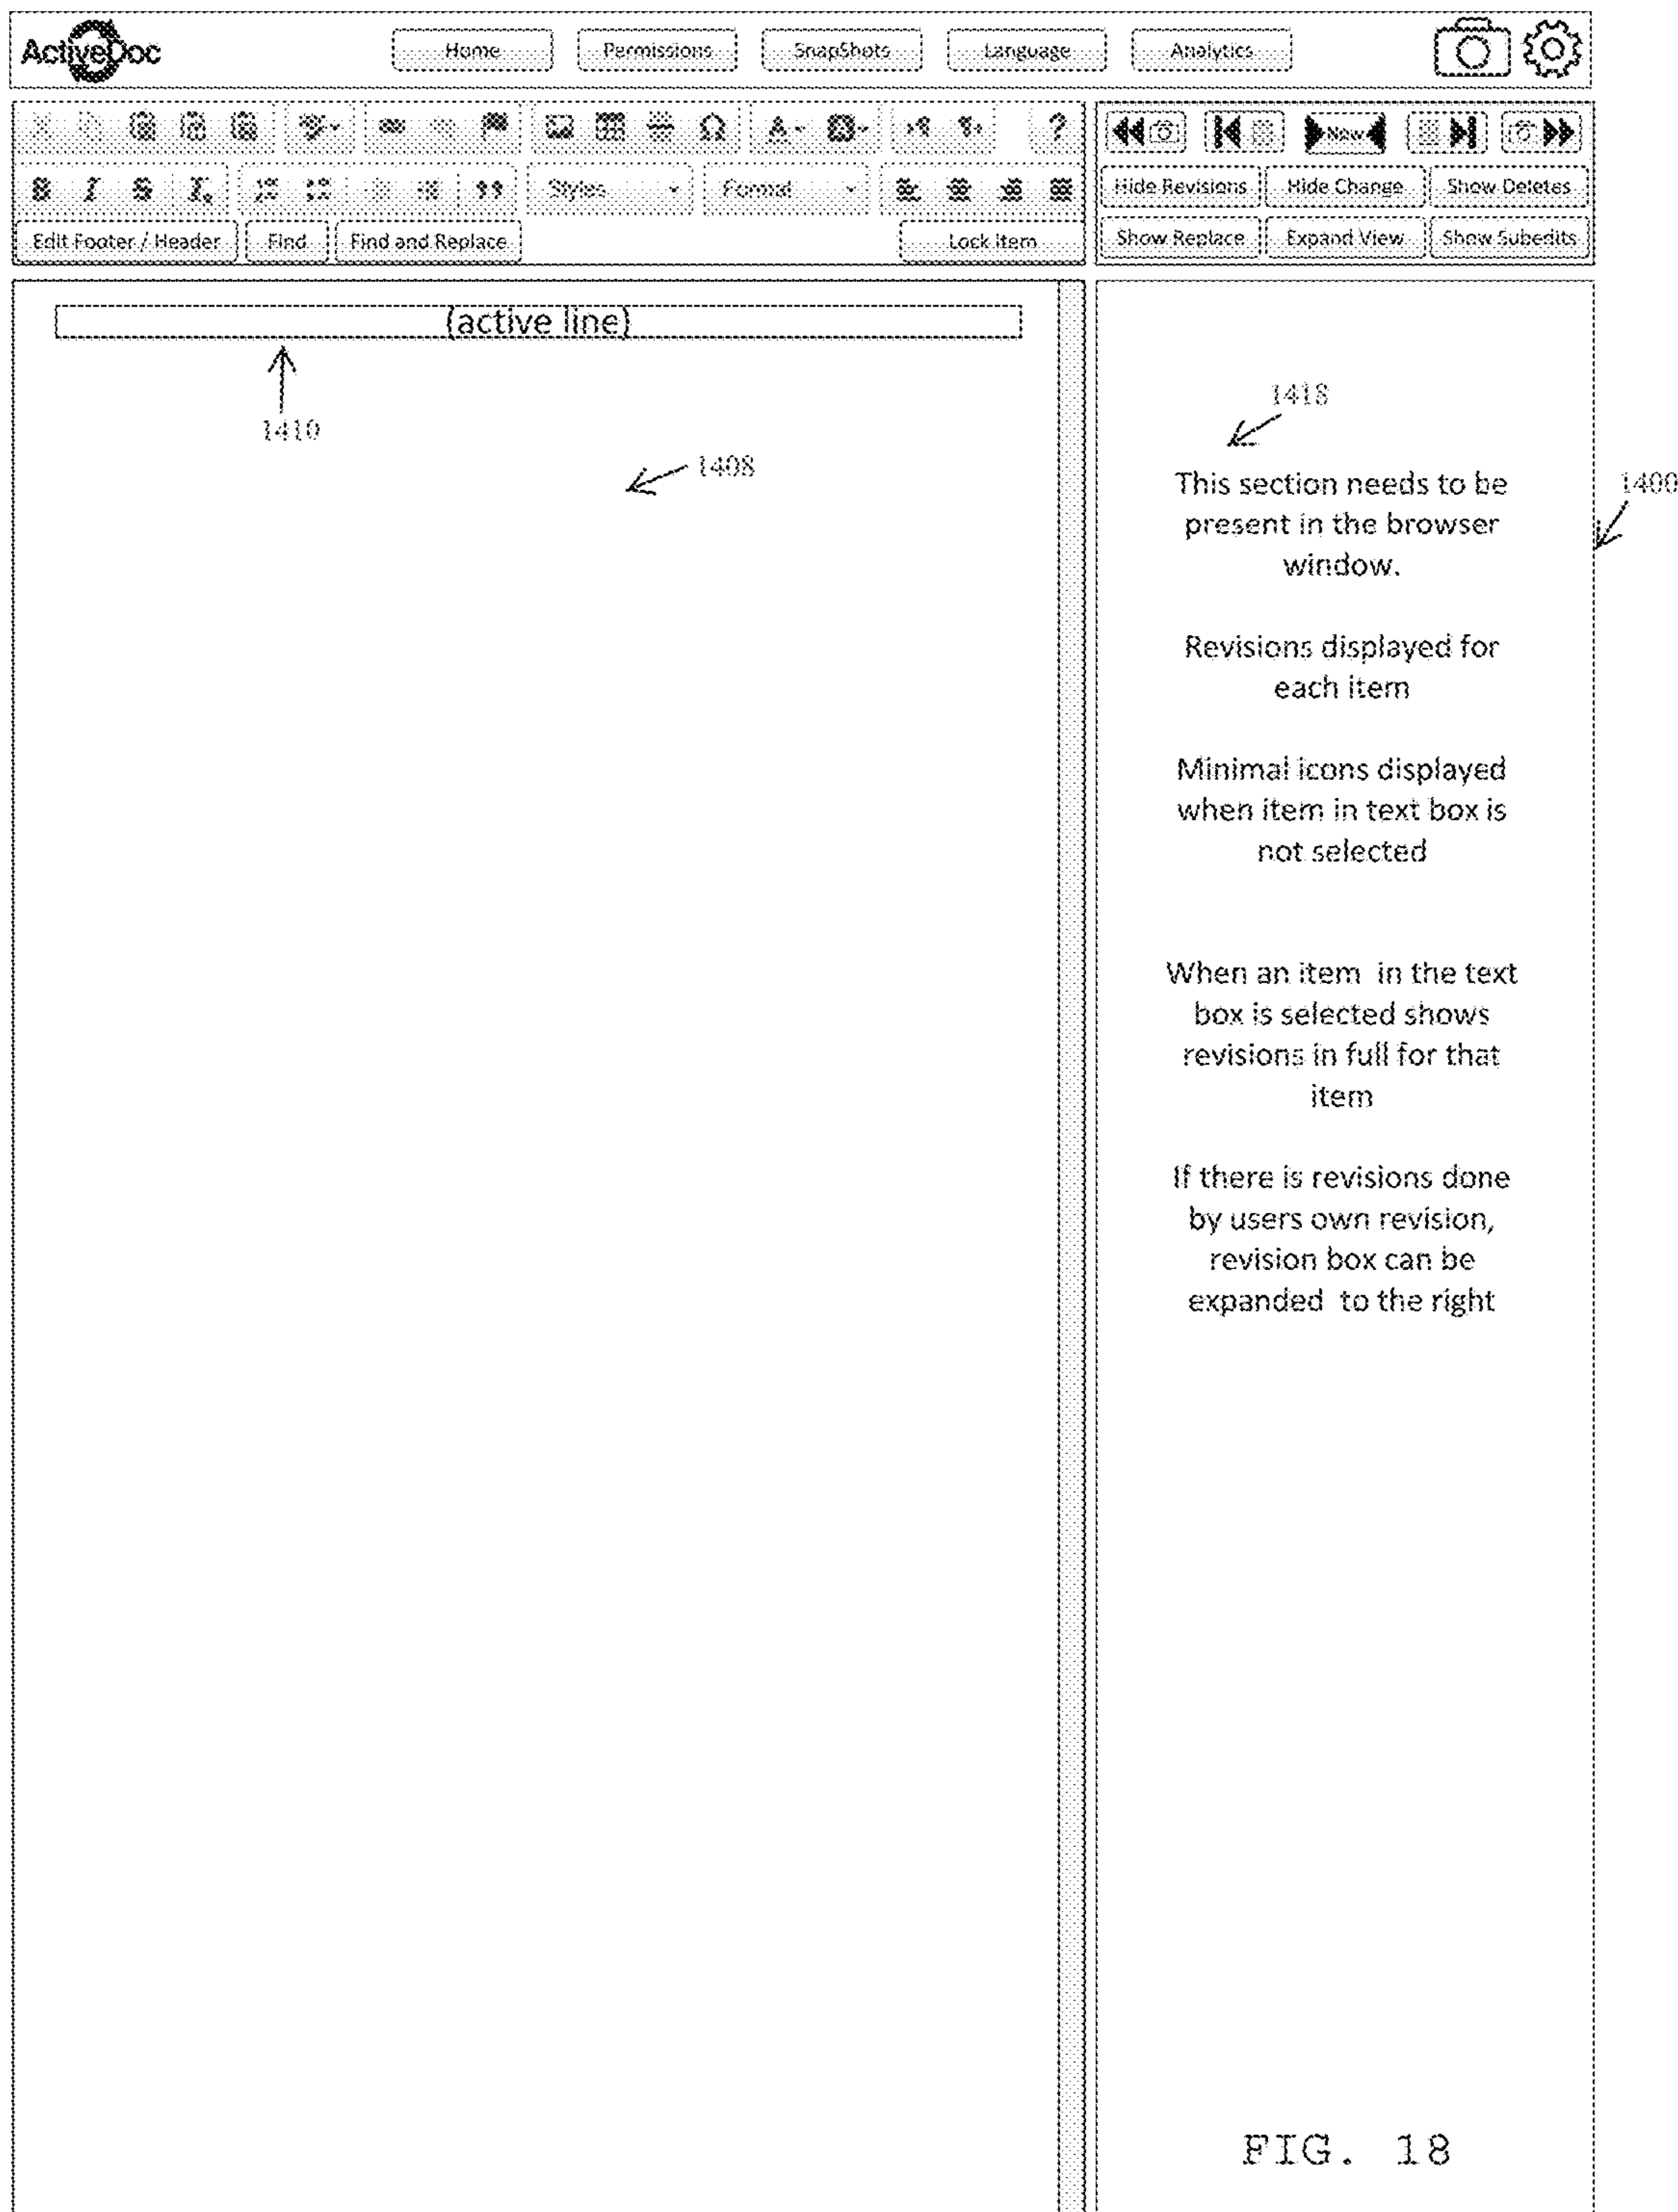 ActiveDoc
Home Permissions SnapShots Language Analytics
Now
Styles Format
Hide Revisions Hide Change Show Deletes
Edit Footer / Header Find Find and Replace Lock Item
Show Replace Expand View Show Subedits
(active line)
1410
1408
1418
1400
This section needs to be
present in the browser
window.
Revisions displayed for
each item
Minimal icons displayed
when item in text box is
not selected
When an item in the text
box is selected shows
revisions in full for that
item
If there is revisions done
by users own revision,
revision box can be
expanded to the right
FIG. 18